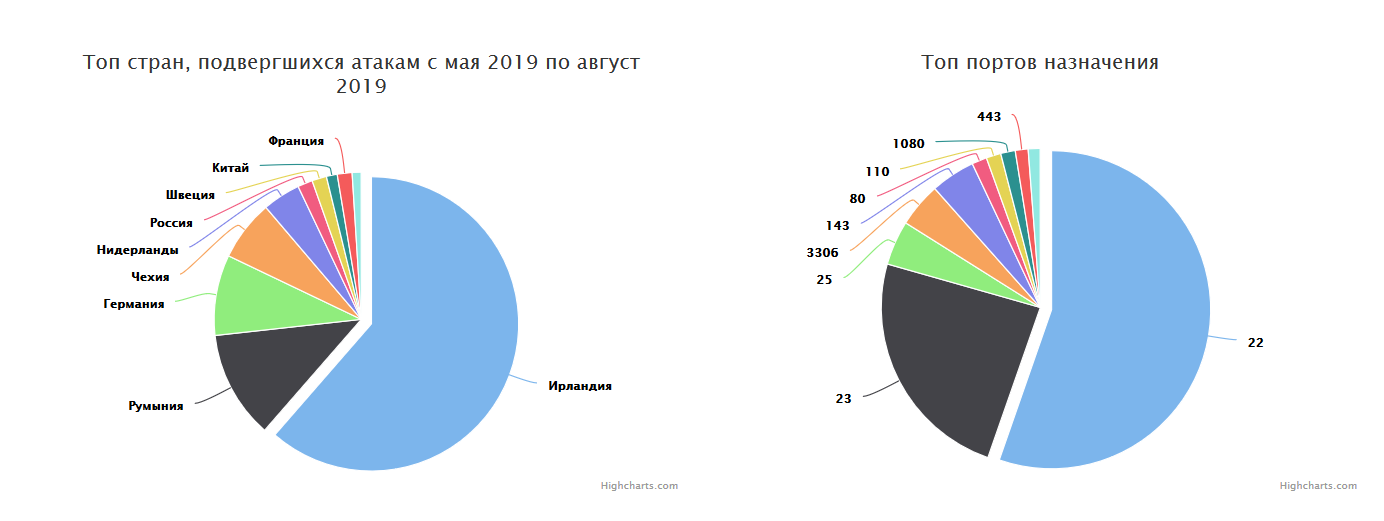 Топ стран, подвергшихся атакам с мая 2019 по август
2019
Франция
Китай
Швеция
Россия
Нидерланды
Чехия
Германия
Румыния
Ирландия
Highcharts.com
Топ портов назначения
443
1080
110
80
143
3306
25
23
22
Highcharts.com